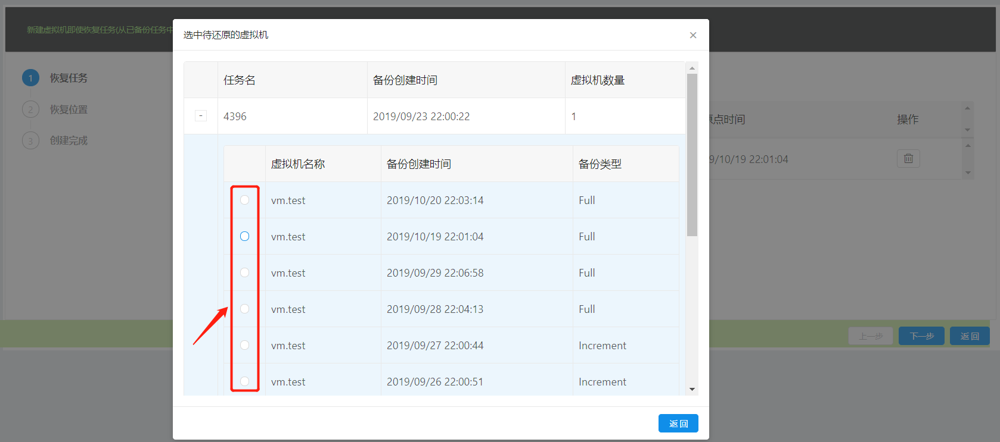 新建虚拟机即使恢复任务(从已备份任务中
选中待还原的虚拟机
×
1 恢复任务
2 恢复位置
3 创建完成
任务名 备份创建时间 虚拟机数量
- 4396 2019/09/23 22:00:22 1
虚拟机名称 备份创建时间 备份类型
vm.test 2019/10/20 22:03:14 Full
vm.test 2019/10/19 22:01:04 Full
vm.test 2019/09/29 22:06:58 Full
vm.test 2019/09/28 22:04:13 Full
vm.test 2019/09/27 22:00:44 Increment
vm.test 2019/09/26 22:00:51 Increment
返回
点时间 操作
9/10/19 22:01:04
上一步 下一步 返回